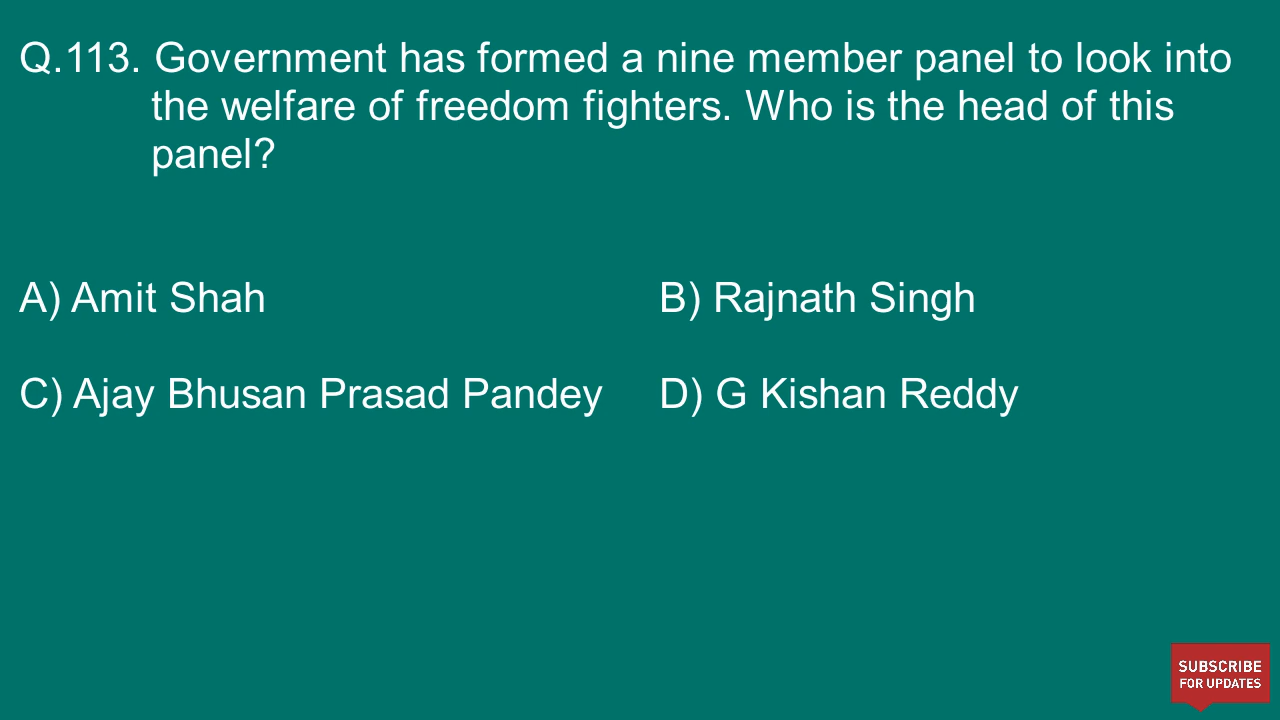 Q.113. Government has formed a nine member panel to look into
the welfare of freedom fighters. Who is the head of this
panel?
A) Amit Shah
B) Rajnath Singh
C) Ajay Bhusan Prasad Pandey
D) G Kishan Reddy
SUBSCRIBE
FOR UPDATES